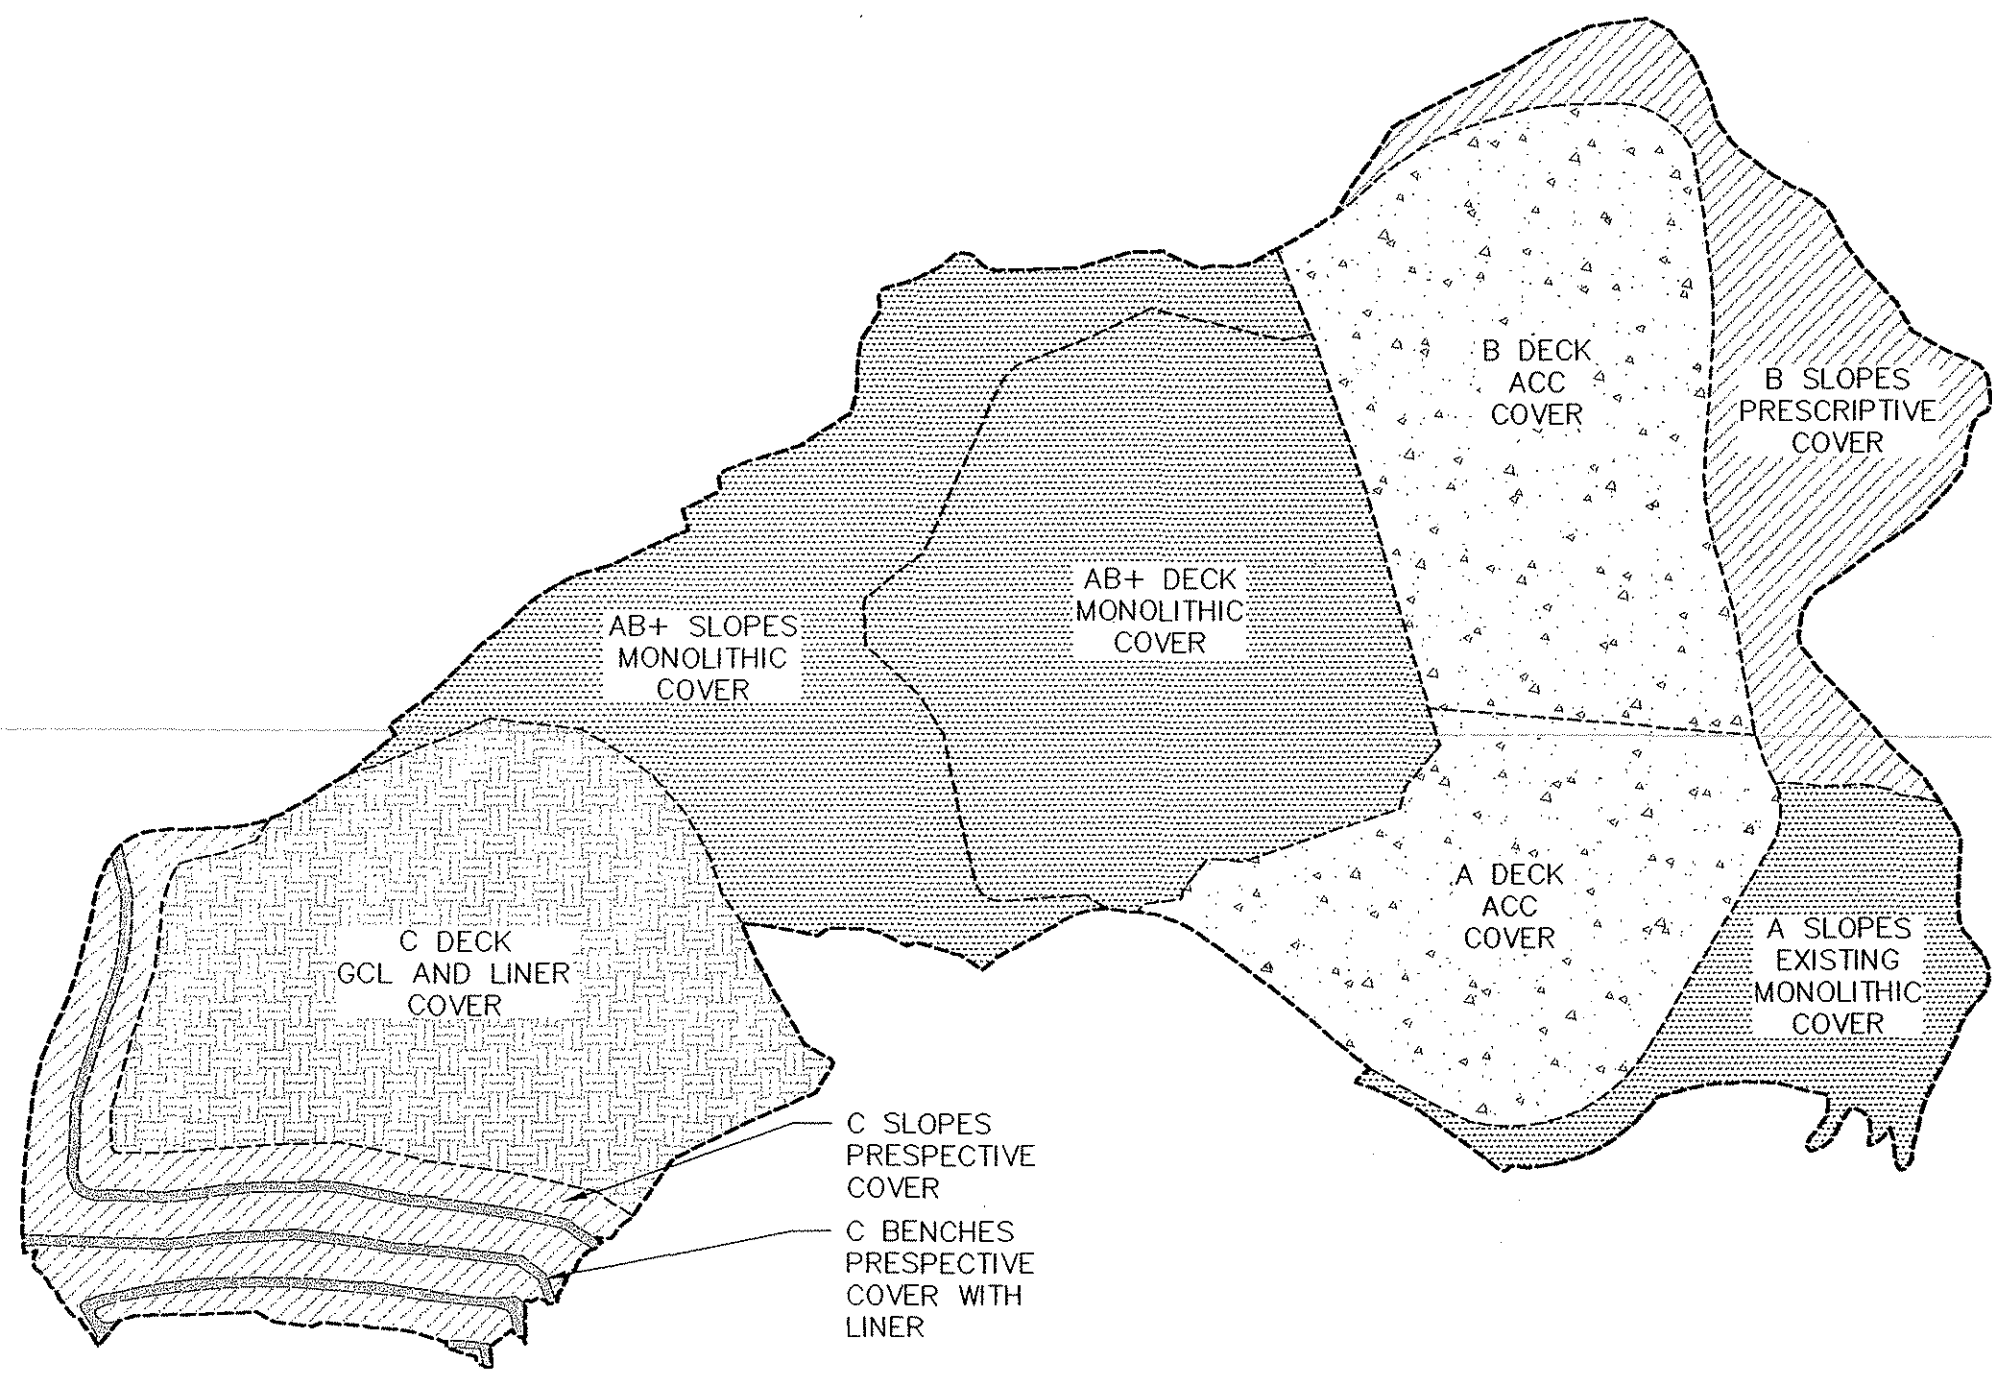 B DECK
ACC
COVER
B SLOPES
PRESCRIPTIVE
COVER
AB+ DECK
MONOLITHIC
COVER
AB+ SLOPES
MONOLITHIC
COVER
A DECK
ACC
COVER
A SLOPES
EXISTING
MONOLITHIC
COVER
C DECK
GCL AND LINER
COVER
C SLOPES
PRESPECTIVE
COVER
C BENCHES
PRESPECTIVE
COVER WITH
LINER